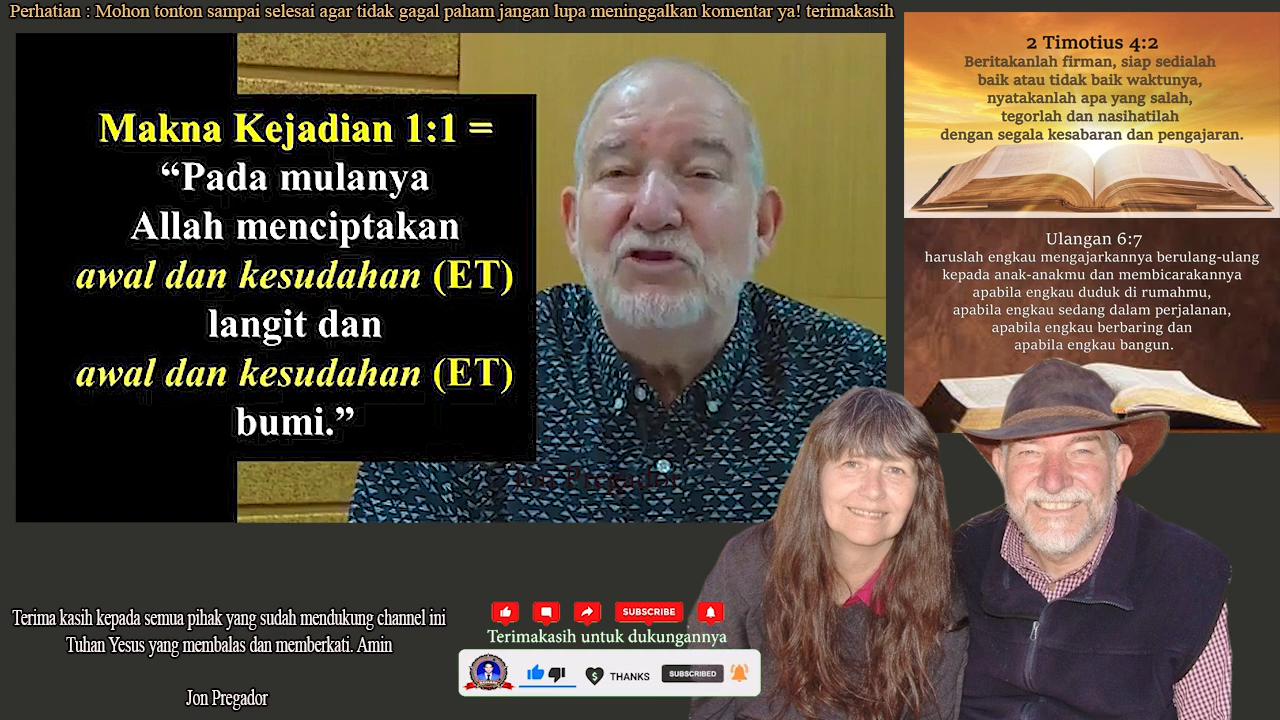 Perhatian : Mohon tonton sampai selesai agar tidak gagal paham jangan lupa meninggalkan komentar ya! terimakasih
Makna Kejadian 1:1 =
“Pada mulanya
Allah menciptakan
awal dan kesudahan (ET)
langit dan
awal dan kesudahan (ET)
bumi.”
Jon Pregador
2 Timotius 4:2
Beritakanlah firman, siap sedialah
baik atau tidak baik waktunya,
nyatakanlah apa yang salah,
tegorlah dan nasihatilah
dengan segala kesabaran dan pengajaran.
Ulangan 6:7
haruslah engkau mengajarkannya berulang-ulang
kepada anak-anakmu dan membicarakannya
apabila engkau duduk di rumahmu,
apabila engkau sedang dalam perjalanan,
apabila engkau berbaring dan
apabila engkau bangun.
Terima kasih kepada semua pihak yang sudah mendukung channel ini
Tuhan Yesus yang membalas dan memberkati. Amin
Jon Pregador
SUBSCRIBE
Terimakasih untuk dukungannya
THANKS
SUBSCRIBED